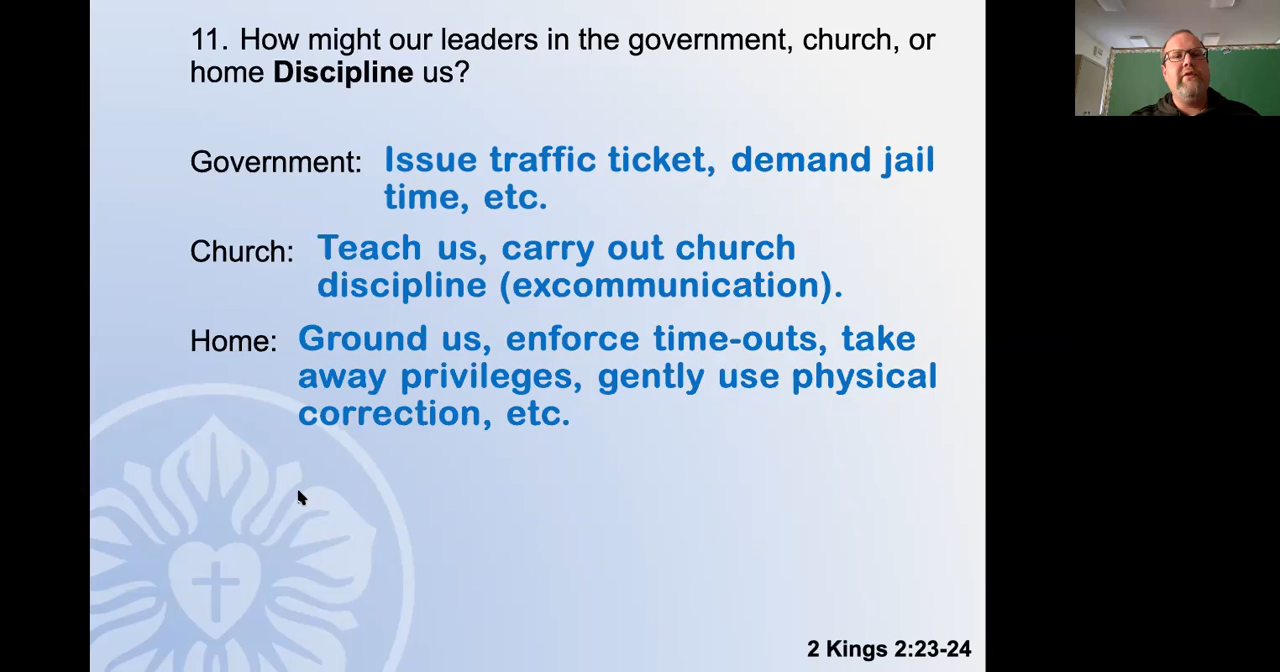 11. How might our leaders in the government, church, or
home Discipline us?
Government: Issue traffic ticket, demand jail
time, etc.
Church: Teach us, carry out church
discipline (excommunication).
Home: Ground us, enforce time-outs, take
away privileges, gently use physical
correction, etc.
2 Kings 2:23-24